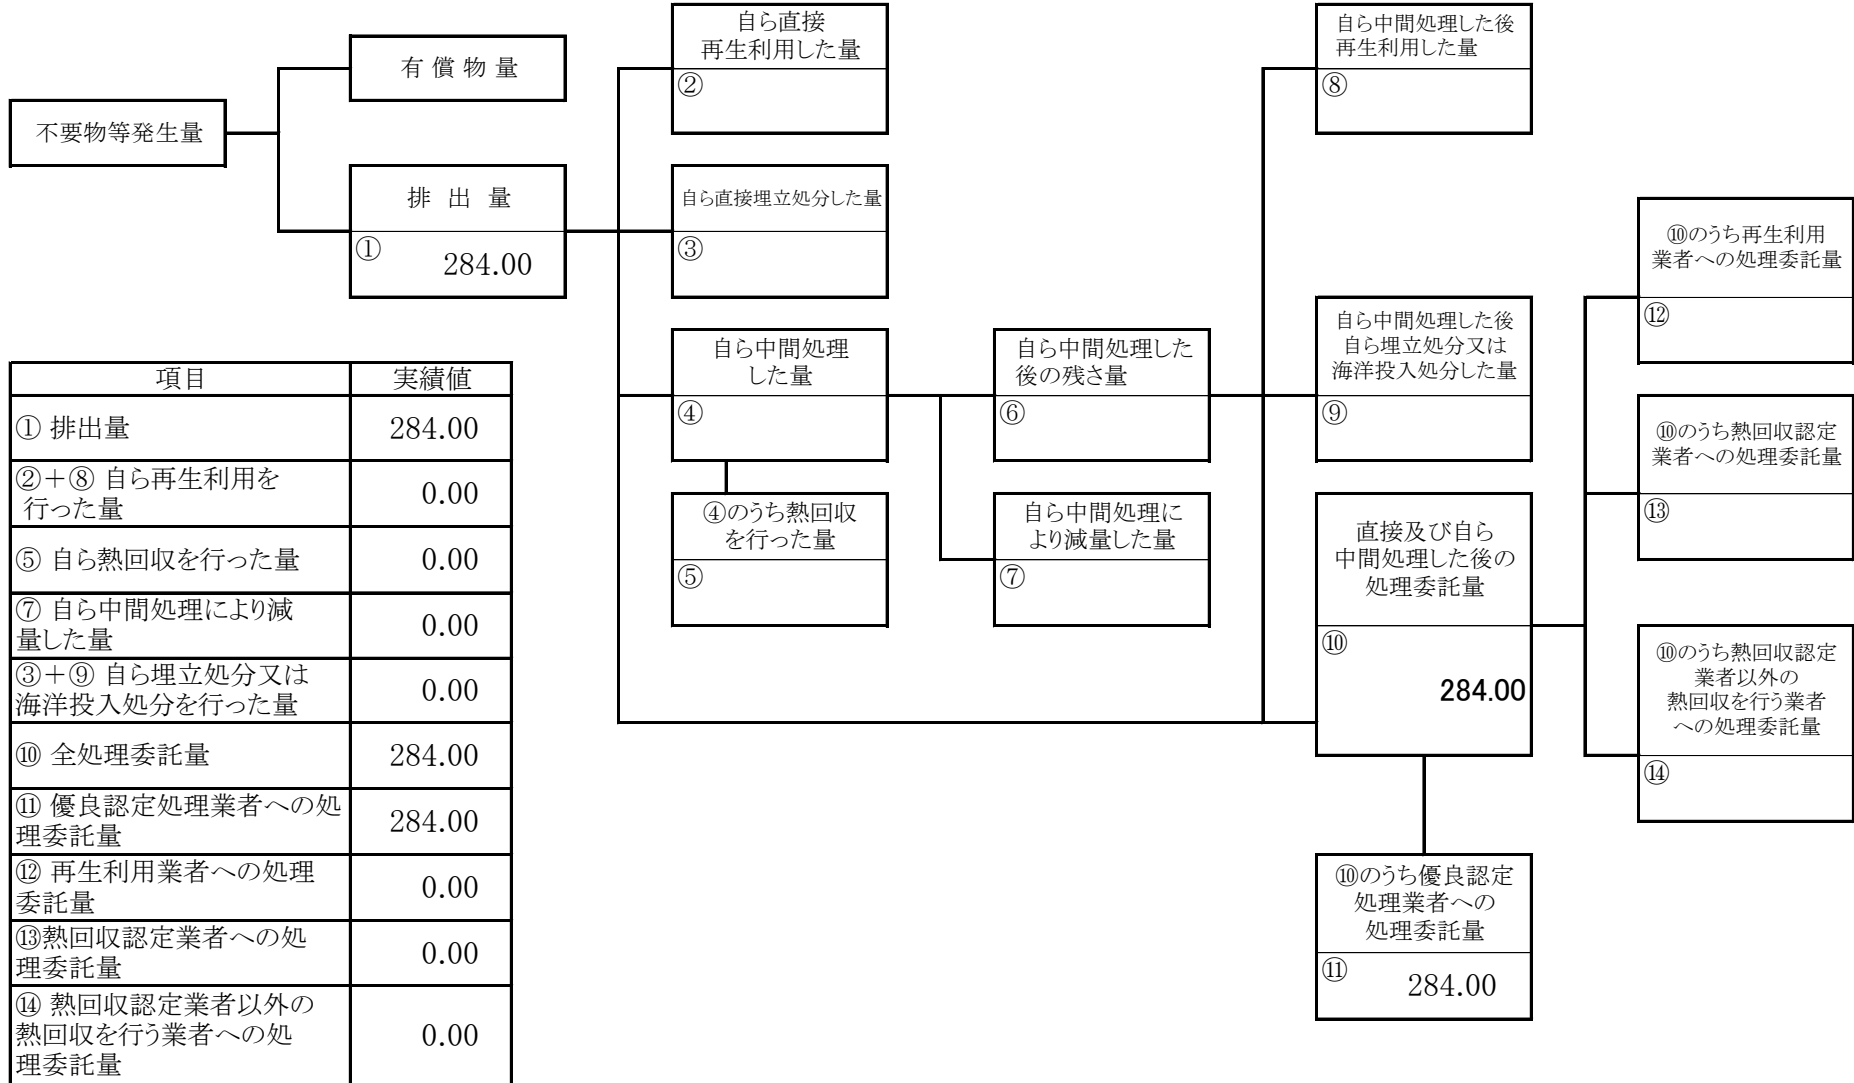 自ら直接
再生利用した量
②
自ら中間処理した後
再生利用した量
⑧
有 償 物 量
不要物等発生量
排 出 量
① 284.00
自ら直接埋立処分した量
③
⑩のうち再生利用
業者への処理委託量
⑫
自ら中間処理
した量
④
自ら中間処理した
後の残さ量
⑥
自ら中間処理した後
自ら埋立処分又は
海洋投入処分した量
⑨
⑩のうち熱回収認定
業者への処理委託量
⑬
④のうち熱回収
を行った量
⑤
自ら中間処理に
より減量した量
⑦
直接及び自ら
中間処理した後の
処理委託量
⑩
284.00
⑩のうち熱回収認定
業者以外の
熱回収を行う業者
への処理委託量
⑭
⑩のうち優良認定
処理業者への
処理委託量
⑪ 284.00
項目 実績値
① 排出量 284.00
②＋⑧ 自ら再生利用を
行った量 0.00
⑤ 自ら熱回収を行った量 0.00
⑦ 自ら中間処理により減
量した量 0.00
③＋⑨ 自ら埋立処分又は
海洋投入処分を行った量 0.00
⑩ 全処理委託量 284.00
⑪ 優良認定処理業者への処
理委託量 284.00
⑫ 再生利用業者への処理
委託量 0.00
⑬熱回収認定業者への処
理委託量 0.00
⑭ 熱回収認定業者以外の
熱回収を行う業者への処
理委託量 0.00